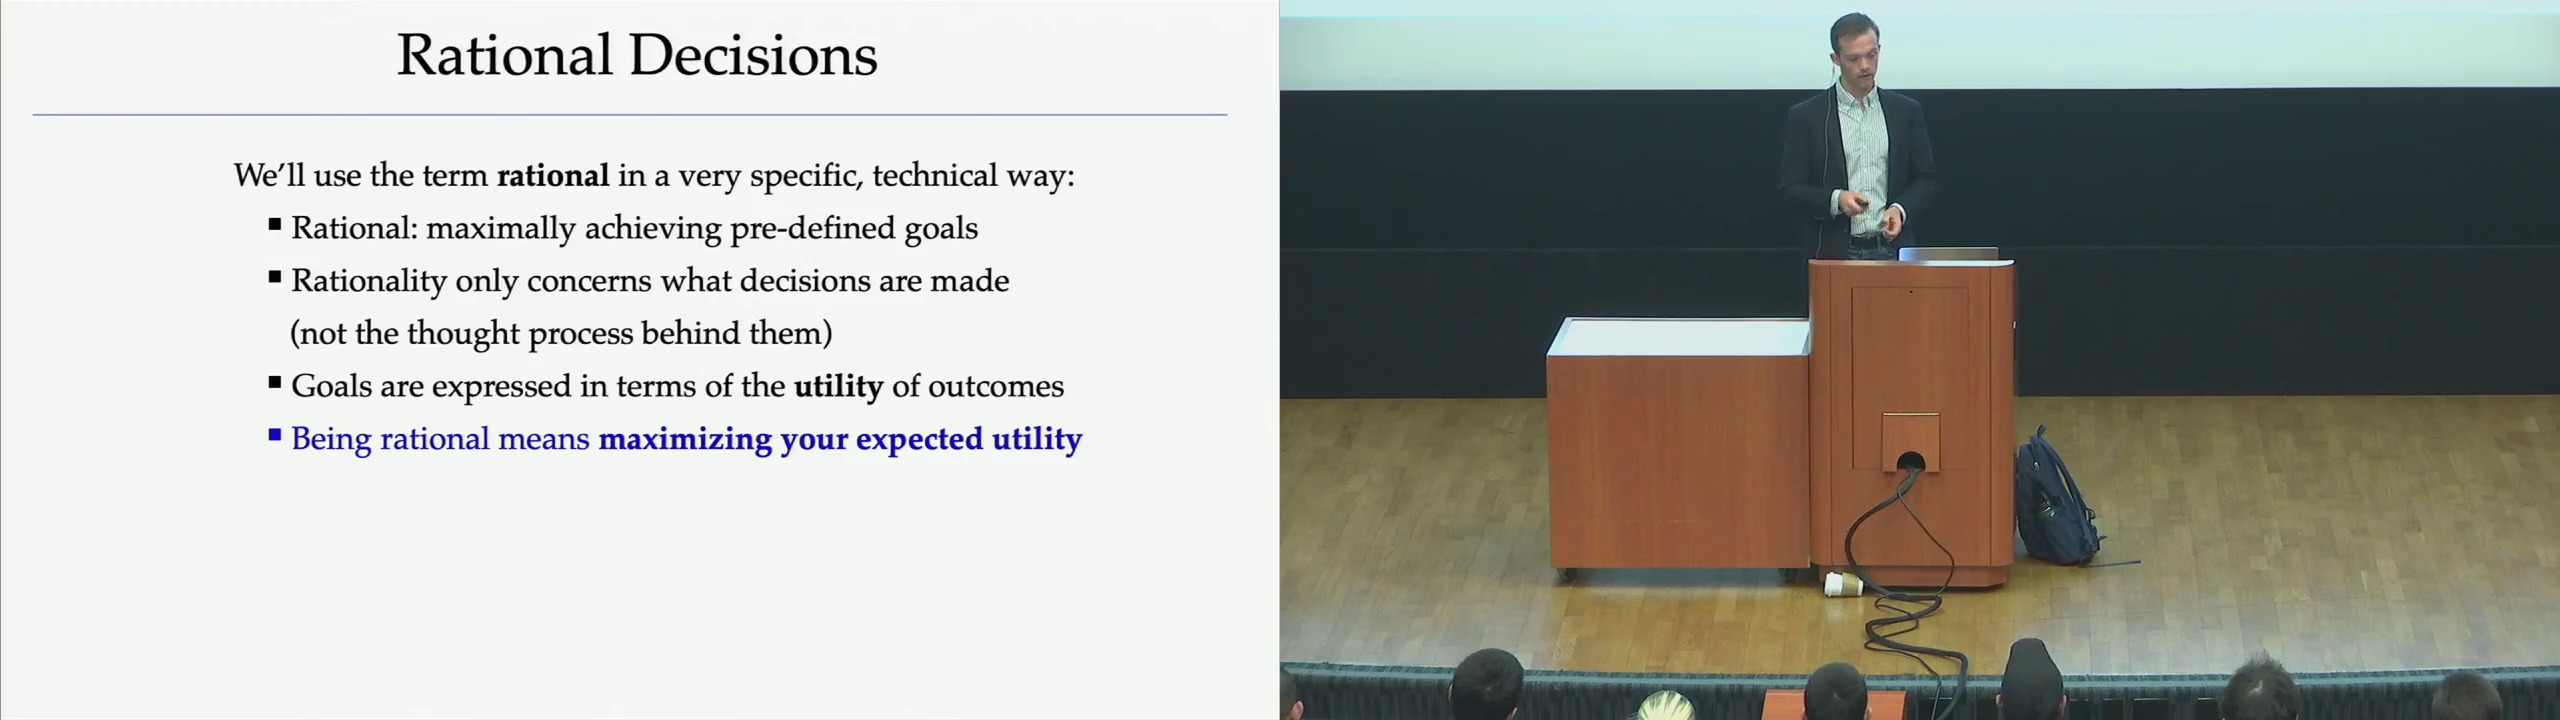 Rational Decisions
We'll use the term rational in a very specific, technical way:
▪ Rational: maximally achieving pre-defined goals
▪ Rationality only concerns what decisions are made
(not the thought process behind them)
▪ Goals are expressed in terms of the utility of outcomes
▪ Being rational means maximizing your expected utility